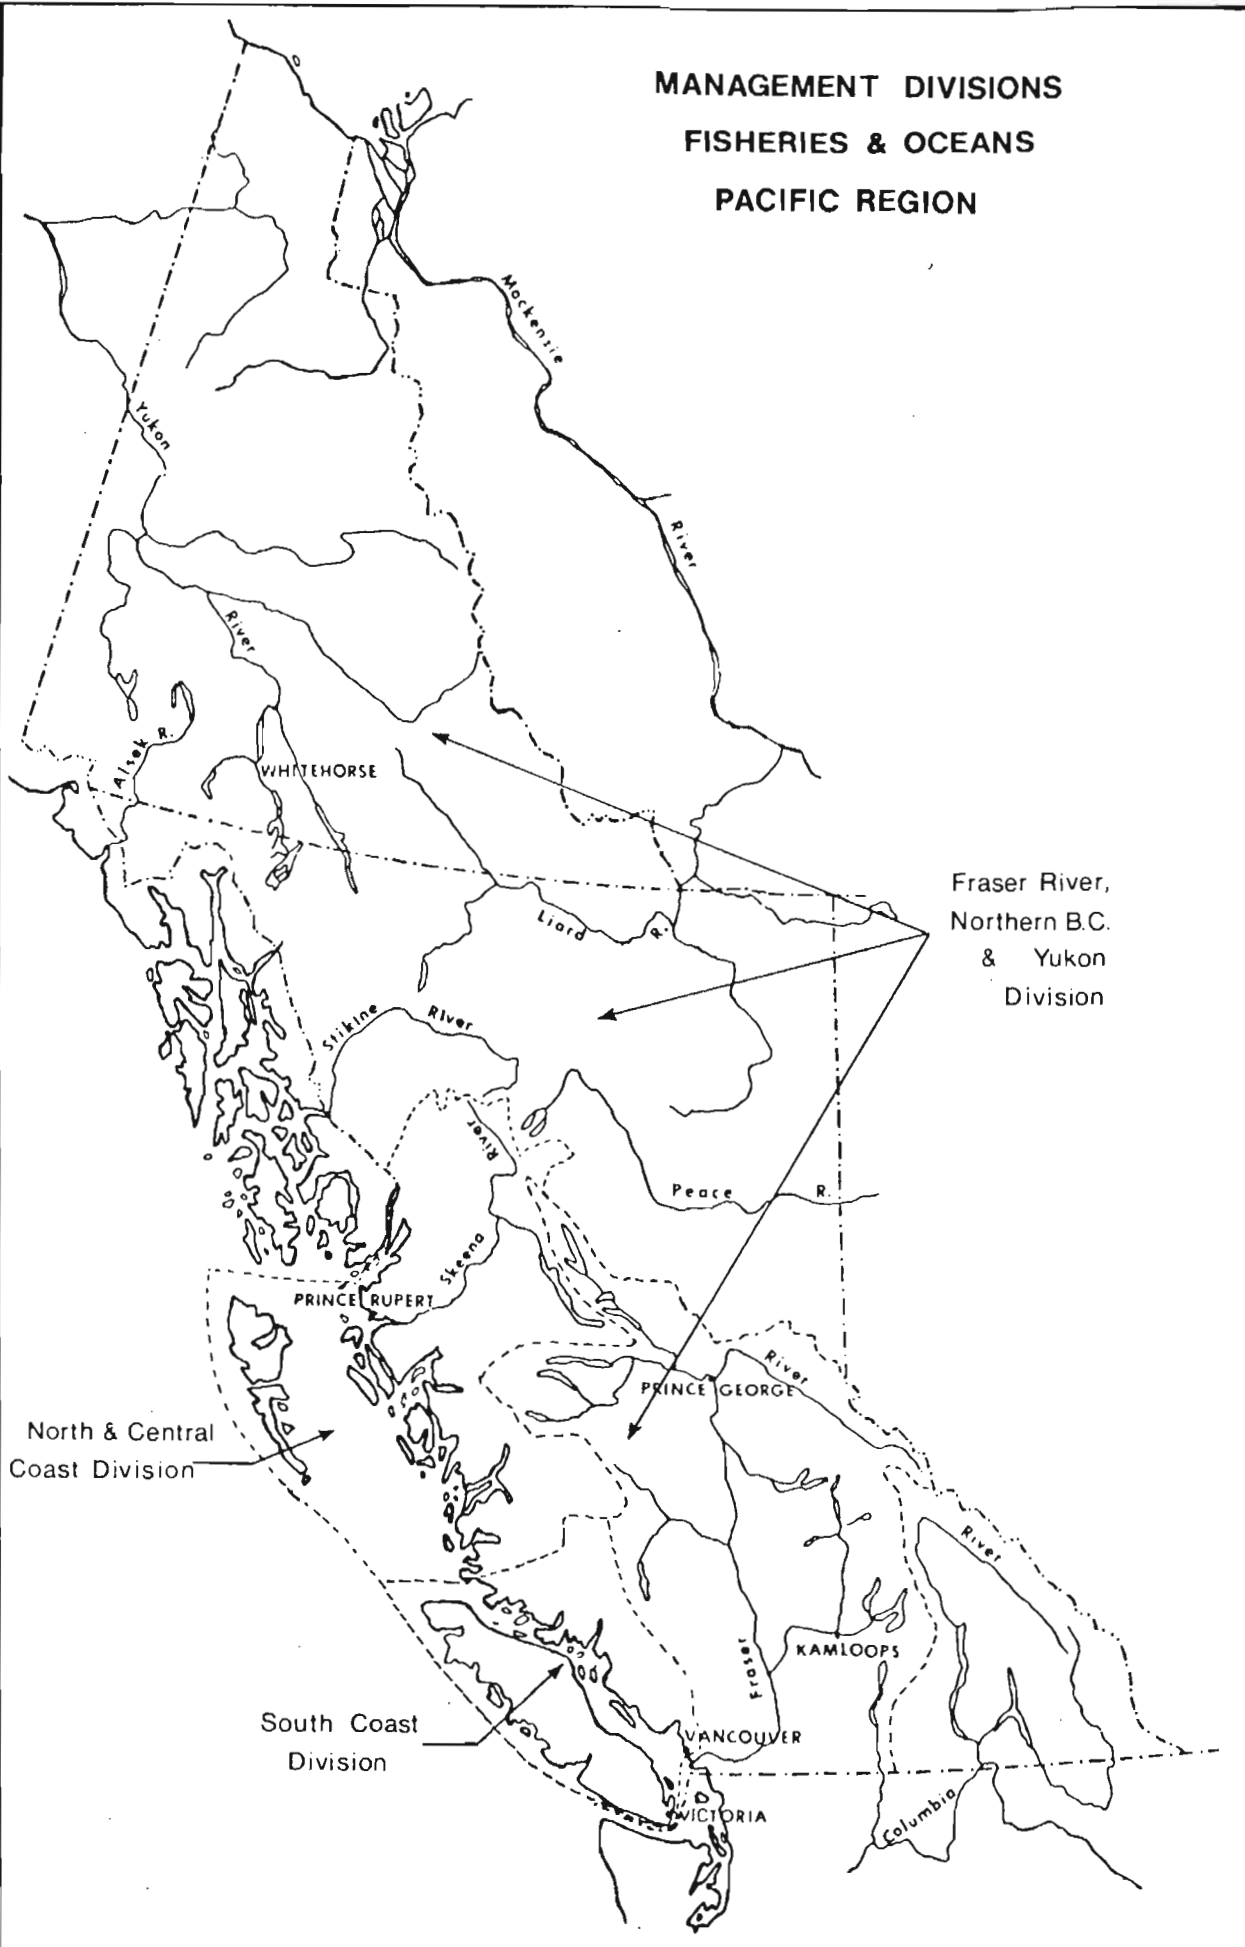 MANAGEMENT DIVISIONS
FISHERIES & OCEANS
PACIFIC REGION
Mackenzie
River
Yukon
River
Alsek R.
WHITEHORSE
Fraser River,
Northern B.C.
& Yukon
Division
Liard R.
Stikine River
River
Skeena
Peace R.
PRINCE RUPERT
River
PRINCE GEORGE
North & Central
Coast Division
River
KAMLOOPS
Fraser
South Coast
Division
VANCOUVER
VICTORIA
Columbia